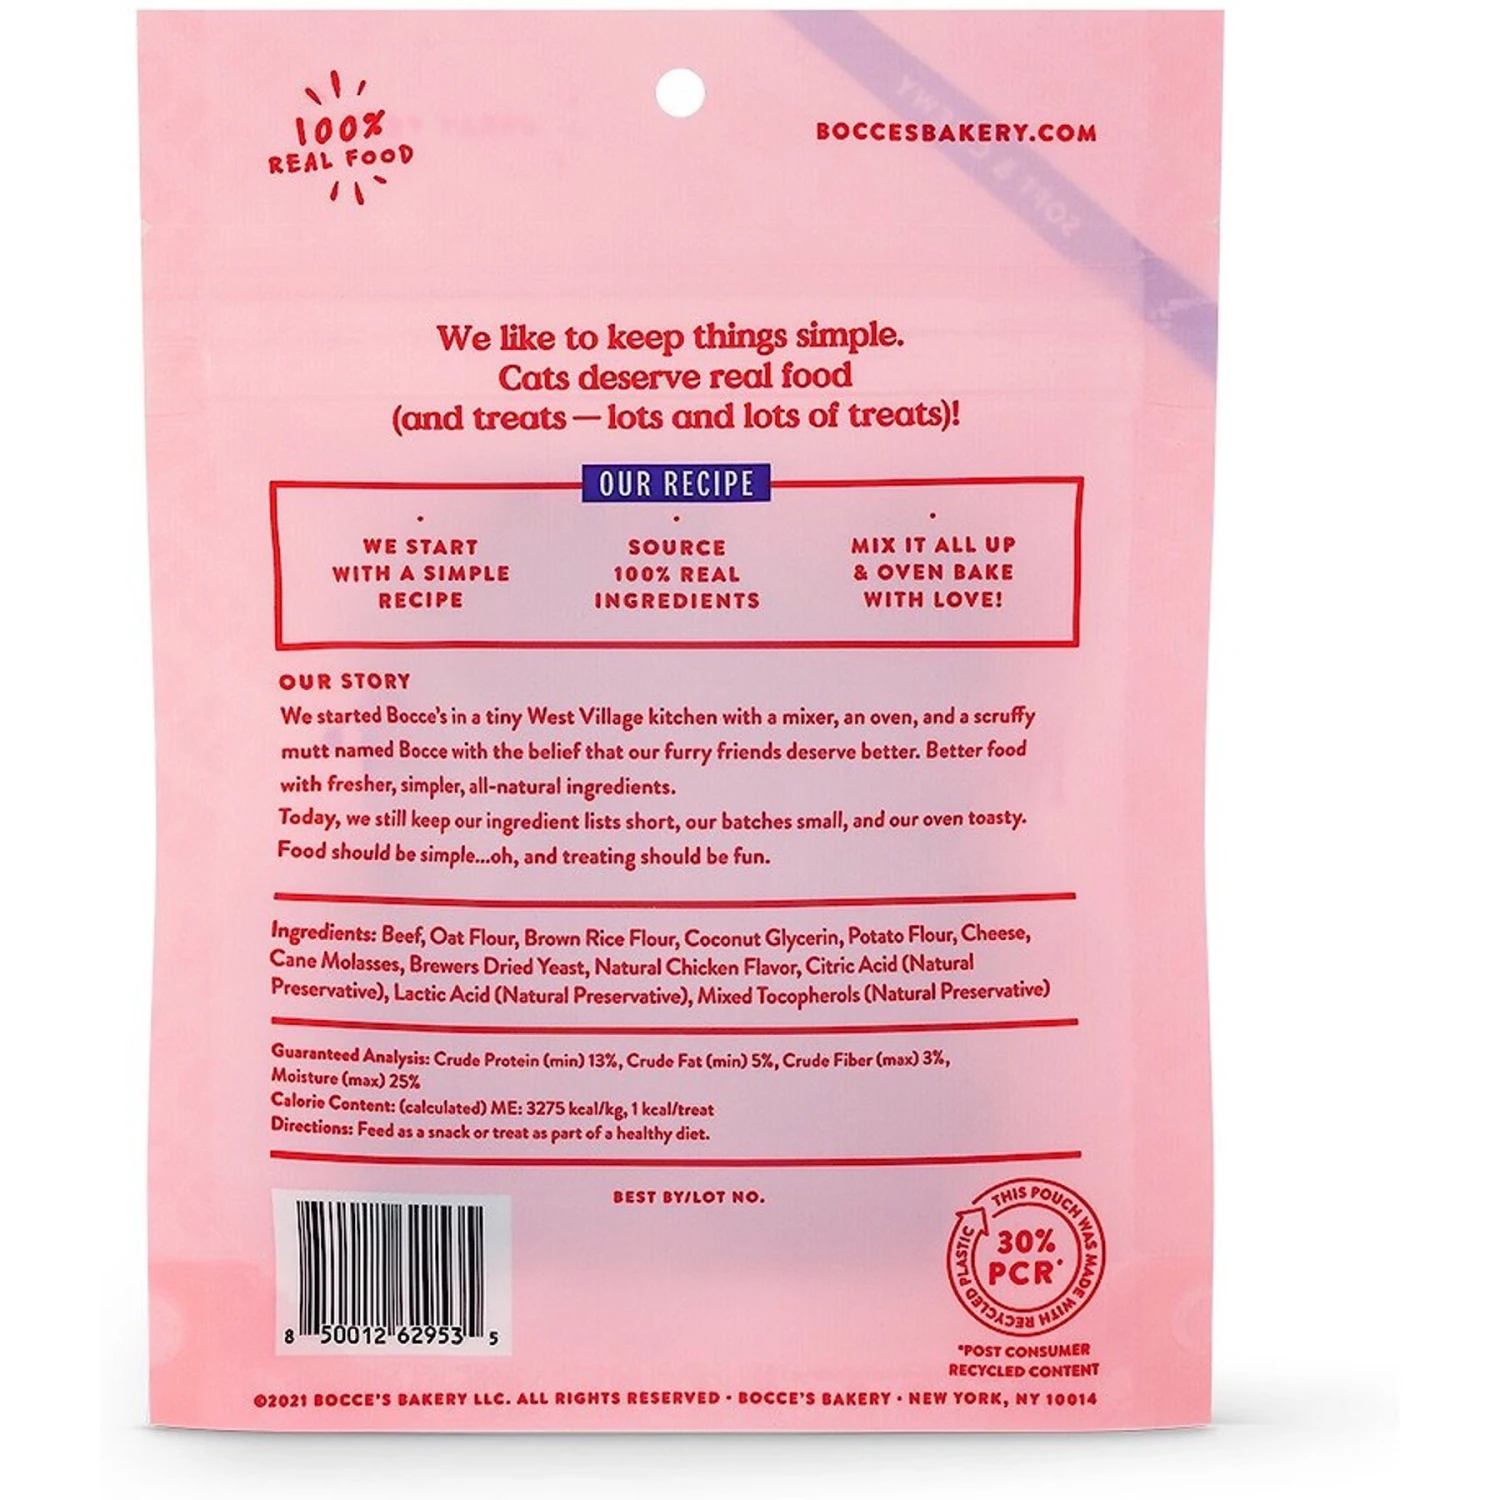 100%
REAL FOOD
BOCCESBAKERY.COM
SOFT & CHEWY
We like to keep things simple.
Cats deserve real food
(and treats — lots and lots of treats)!
OUR RECIPE
WE START
WITH A SIMPLE
RECIPE
SOURCE
100% REAL
INGREDIENTS
MIX IT ALL UP
& OVEN BAKE
WITH LOVE!
OUR STORY
We started Bocce's in a tiny West Village kitchen with a mixer, an oven, and a scruffy
mutt named Bocce with the belief that our furry friends deserve better. Better food
with fresher, simpler, all-natural ingredients.
Today, we still keep our ingredient lists short, our batches small, and our oven toasty.
Food should be simple...oh, and treating should be fun.
Ingredients: Beef, Oat Flour, Brown Rice Flour, Coconut Glycerin, Potato Flour, Cheese,
Cane Molasses, Brewers Dried Yeast, Natural Chicken Flavor, Citric Acid (Natural
Preservative), Lactic Acid (Natural Preservative), Mixed Tocopherols (Natural Preservative)
Guaranteed Analysis: Crude Protein (min) 13%, Crude Fat (min) 5%, Crude Fiber (max) 3%,
Moisture (max) 25%
Calorie Content: (calculated) ME: 3275 kcal/kg, 1 kcal/treat
Directions: Feed as a snack or treat as part of a healthy diet.
BEST BY/LOT NO.
8 50012 62953 5
THIS POUCH WAS MADE WITH RECYCLED PLASTIC
30%
PCR*
*POST CONSUMER
RECYCLED CONTENT
©2021 BOCCE'S BAKERY LLC. ALL RIGHTS RESERVED • BOCCE'S BAKERY • NEW YORK, NY 10014